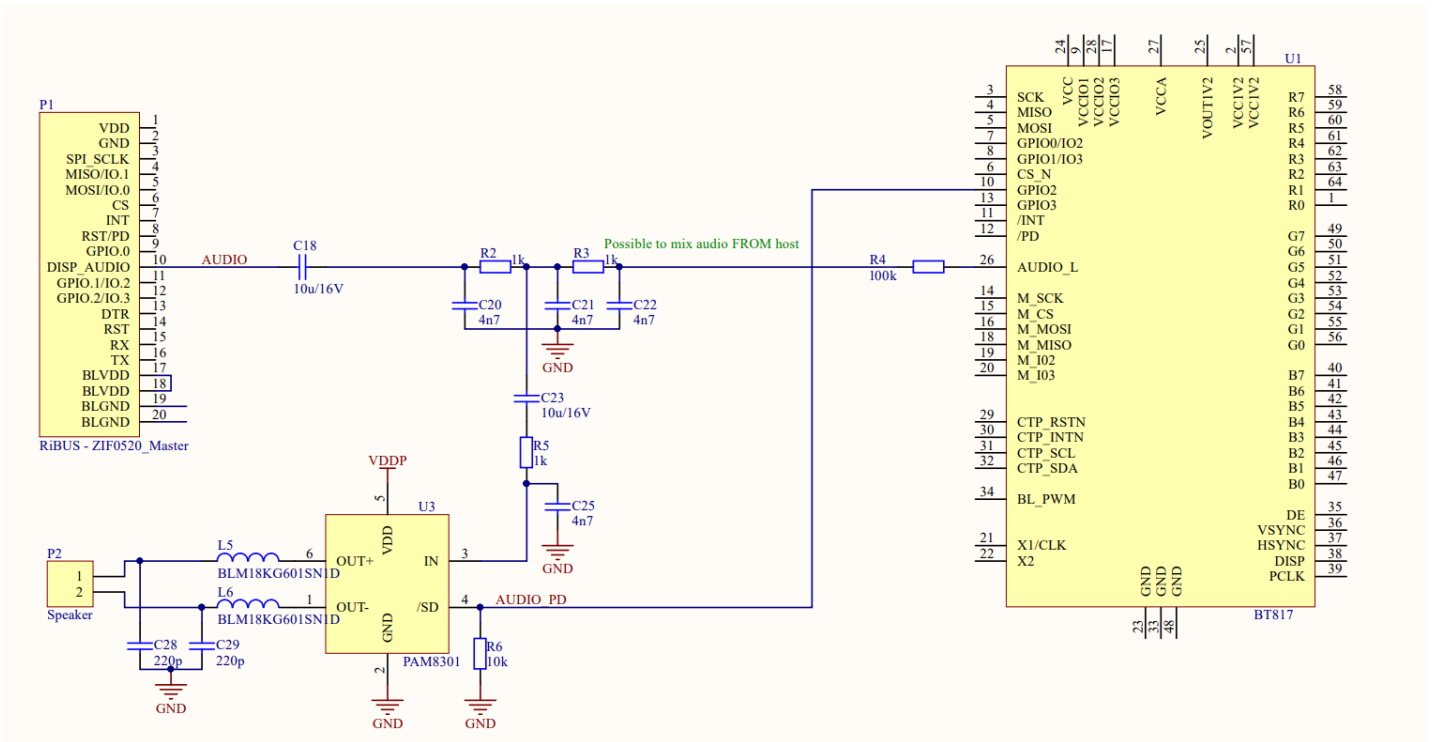 P1
VDD 1
GND 2
SPI_SCLK 3
MISO/IO.1 4
MOSI/IO.0 5
CS 6
INT 7
RST/PD 8
GPIO.0 9
DISP_AUDIO 10
GPIO.1/IO.2 11
GPIO.2/IO.3 12
DTR 13
RST 14
RX 15
TX 16
BLVDD 17
BLVDD 18
BLGND 19
BLGND 20
RiBUS - ZIF0520_Master
AUDIO
C18
10u/16V
R2
1k
R3
1k
Possible to mix audio FROM host
C20
4n7
C21
4n7
C22
4n7
GND
C23
10u/16V
R5
1k
C25
4n7
GND
R4
100k
VDDP
U3
5
VDD
6 OUT+
1 OUT-
IN 3
/SD 4
GND
2
PAM8301
GND
AUDIO_PD
R6
10k
GND
P2
1
2
Speaker
L5
BLM18KG601SN1D
L6
BLM18KG601SN1D
C28
220p
C29
220p
GND
U1
24 VCC
9 VCCIO1
28 VCCIO2
17 VCCIO3
27 VCCA
25 VOUT1V2
2 VCC1V2
57 VCC1V2
3 SCK
4 MISO
5 MOSI
7 GPIO0/IO2
8 GPIO1/IO3
6 CS_N
10 GPIO2
13 GPIO3
11 /INT
12 /PD
26 AUDIO_L
14 M_SCK
15 M_CS
16 M_MOSI
18 M_MISO
19 M_I02
20 M_I03
29 CTP_RSTN
30 CTP_INTN
31 CTP_SCL
32 CTP_SDA
34 BL_PWM
21 X1/CLK
22 X2
R7 58
R6 59
R5 60
R4 61
R3 62
R2 63
R1 64
R0 1
G7 49
G6 50
G5 51
G4 52
G3 53
G2 54
G1 55
G0 56
B7 40
B6 41
B5 42
B4 43
B3 44
B2 45
B1 46
B0 47
DE 35
VSYNC 36
HSYNC 37
DISP 38
PCLK 39
GND 23
GND 33
GND 48
BT817